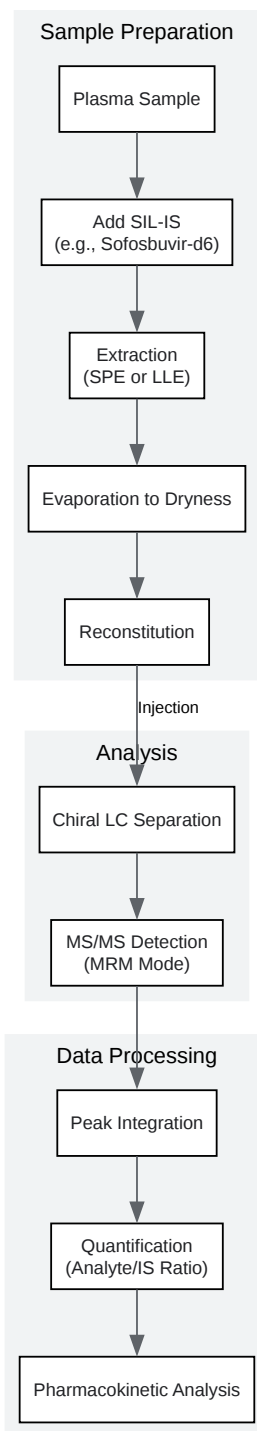 Sample Preparation
Plasma Sample
Add SIL-IS
(e.g., Sofosbuvir-d6)
Extraction
(SPE or LLE)
Evaporation to Dryness
Reconstitution
Injection
Analysis
Chiral LC Separation
MS/MS Detection
(MRM Mode)
Data Processing
Peak Integration
Quantification
(Analyte/IS Ratio)
Pharmacokinetic Analysis